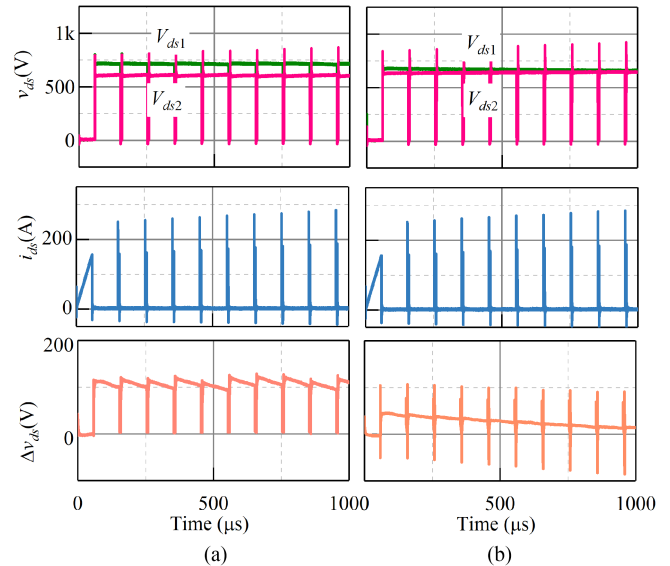 1k
500
0
v_ds(V)
V_ds1
V_ds2
V_ds1
V_ds2
200
0
i_ds(A)
200
0
Δv_ds(V)
0 500 1000
0 500 1000
Time (μs)
Time (μs)
(a)
(b)